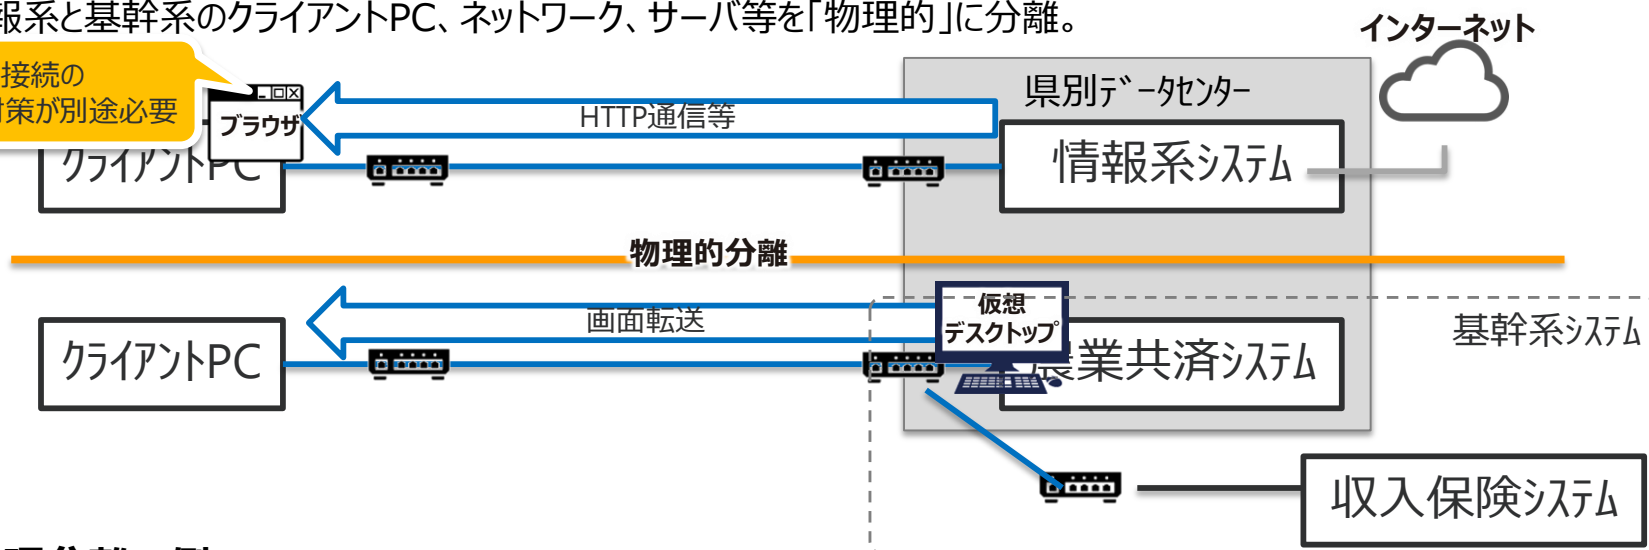 報系と基幹系のクライアントPC、ネットワーク、サーバ等を「物理的」に分離。
インターネット
接続の
対策が別途必要
ブラウザ
HTTP通信等
県別ﾃﾞｰﾀｾﾝﾀｰ
クライアントPC
情報系ｼｽﾃﾑ
物理的分離
画面転送
仮想
デスクトップ
基幹系ｼｽﾃﾑ
クライアントPC
農業共済ｼｽﾃﾑ
収入保険ｼｽﾃﾑ